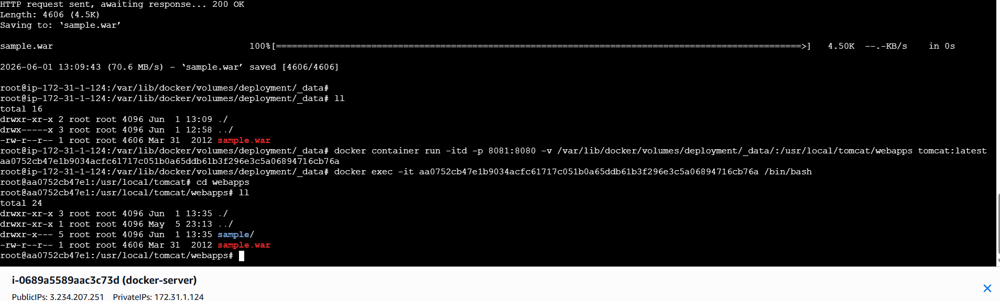 HTTP request sent, awaiting response... 200 OK
Length: 4606 (4.5K)
Saving to: ‘sample.war’
sample.war 100%[====================================================================================================>] 4.50K --.-KB/s in 0s
2026-06-01 13:09:43 (70.6 MB/s) - ‘sample.war’ saved [4606/4606]
root@ip-172-31-1-124:/var/lib/docker/volumes/deployment/_data#
root@ip-172-31-1-124:/var/lib/docker/volumes/deployment/_data# ll
total 16
drwxr-xr-x 2 root root 4096 Jun  1 13:09 ./
drwx-----x 3 root root 4096 Jun  1 12:58 ../
-rw-r--r-- 1 root root 4606 Mar 31  2012 sample.war
root@ip-172-31-1-124:/var/lib/docker/volumes/deployment/_data# docker container run -itd -p 8081:8080 -v /var/lib/docker/volumes/deployment/_data/:/usr/local/tomcat/webapps tomcat:latest
aa0752cb47e1b9034acfc61717c051b0a65ddb61b3f296e3c5a06894716cb76a
root@ip-172-31-1-124:/var/lib/docker/volumes/deployment/_data# docker exec -it aa0752cb47e1b9034acfc61717c051b0a65ddb61b3f296e3c5a06894716cb76a /bin/bash
root@aa0752cb47e1:/usr/local/tomcat# cd webapps
root@aa0752cb47e1:/usr/local/tomcat/webapps# ll
total 24
drwxr-xr-x 3 root root 4096 Jun  1 13:35 ./
drwxr-xr-x 1 root root 4096 May  5 23:13 ../
drwxr-x--- 5 root root 4096 Jun  1 13:35 sample/
-rw-r--r-- 1 root root 4606 Mar 31  2012 sample.war
root@aa0752cb47e1:/usr/local/tomcat/webapps#
i-0689a5589aac3c73d (docker-server)
PublicIPs: 3.234.207.251 PrivateIPs: 172.31.1.124